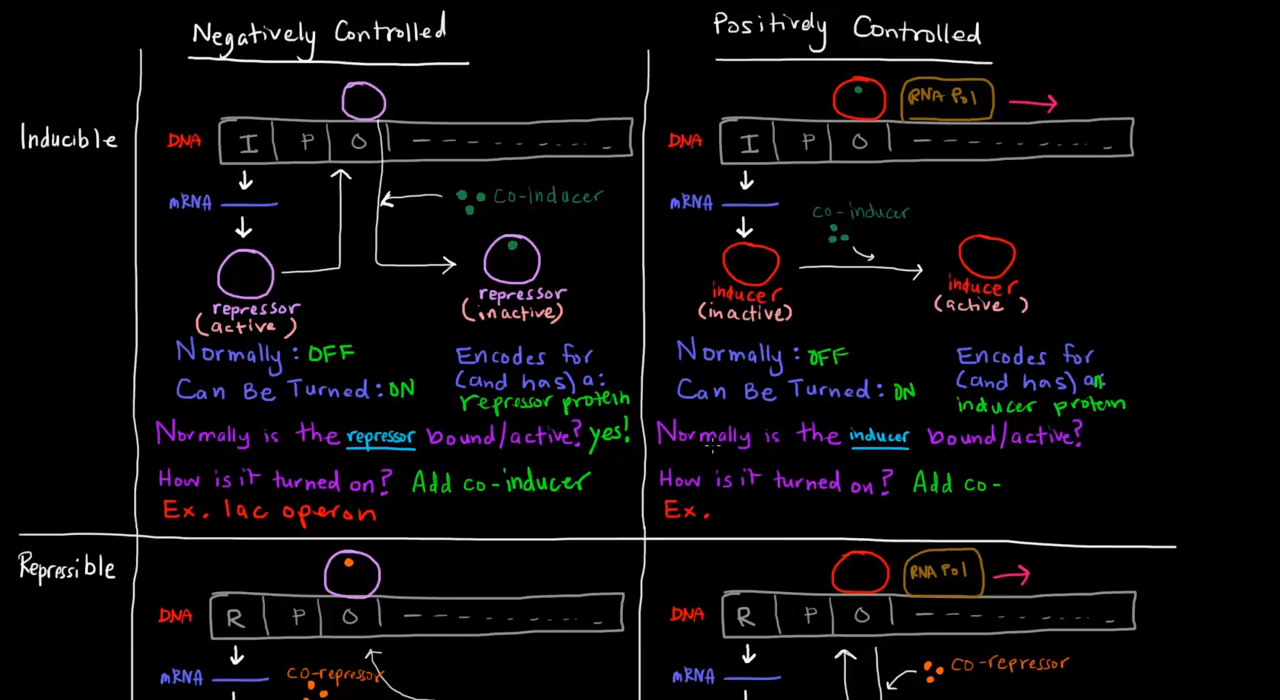 Negatively Controlled
Positively Controlled
Inducible
DNA I P O
mRNA
co-inducer
repressor
(active)
repressor
(inactive)
Normally: OFF
Can Be Turned: ON
Encodes for
(and has) a:
repressor protein
Normally is the repressor bound/active? yes!
How is it turned on? Add co-inducer
Ex. lac operon
RNA Pol
DNA I P O
mRNA
co-inducer
inducer
(inactive)
inducer
(active)
Normally: OFF
Can Be Turned: ON
Encodes for
(and has) an:
inducer protein
Normally is the inducer bound/active?
How is it turned on? Add co-
Ex.
Repressible
DNA R P O
mRNA
co-repressor
RNA Pol
DNA R P O
mRNA
co-repressor